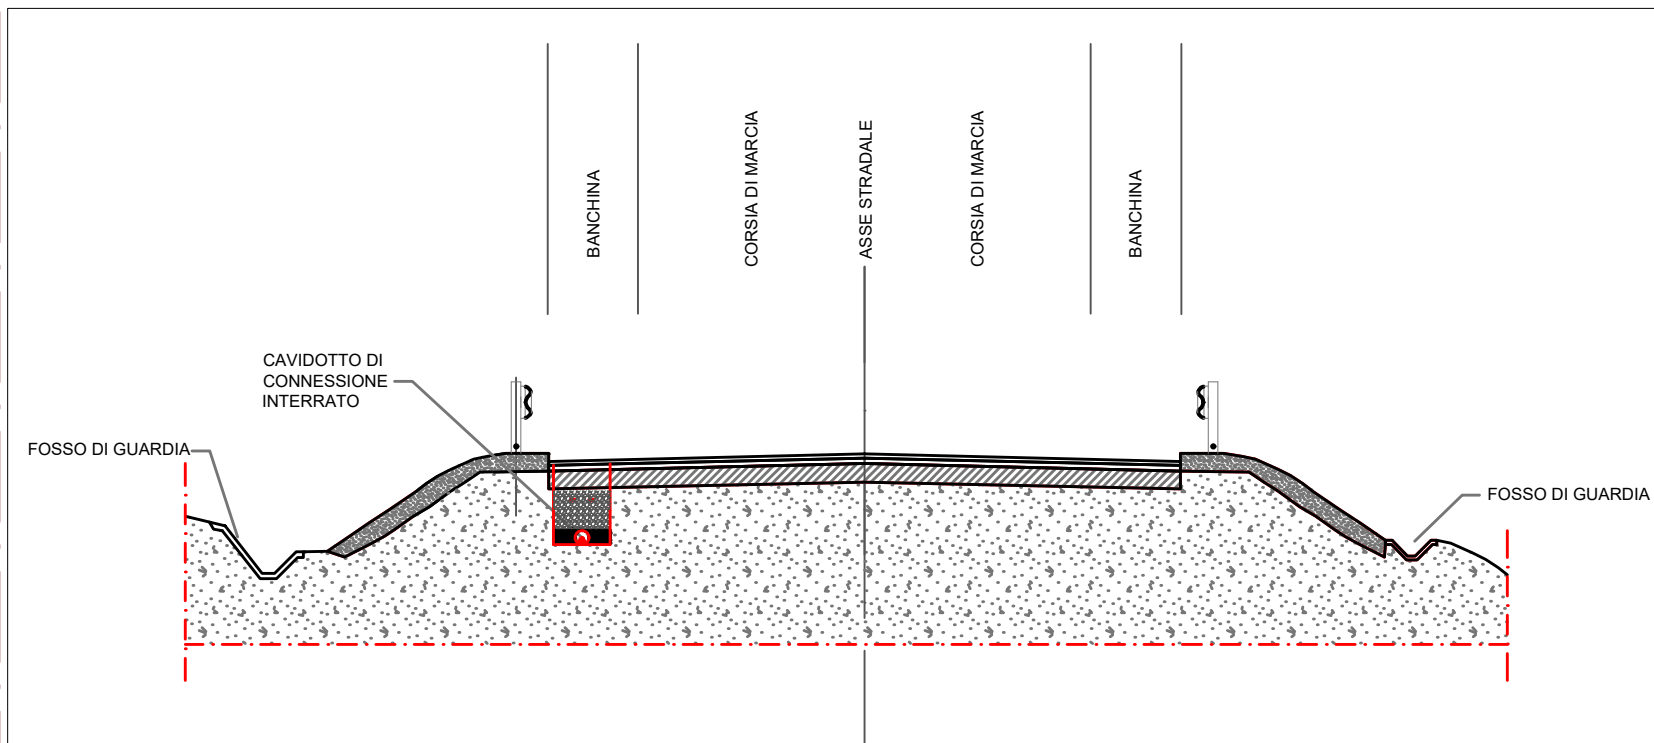 BANCHINA
CORSIA DI MARCIA
ASSE STRADALE
CORSIA DI MARCIA
BANCHINA
CAVIDOTTO DI
CONNESSIONE
INTERRATO
FOSSO DI GUARDIA
FOSSO DI GUARDIA